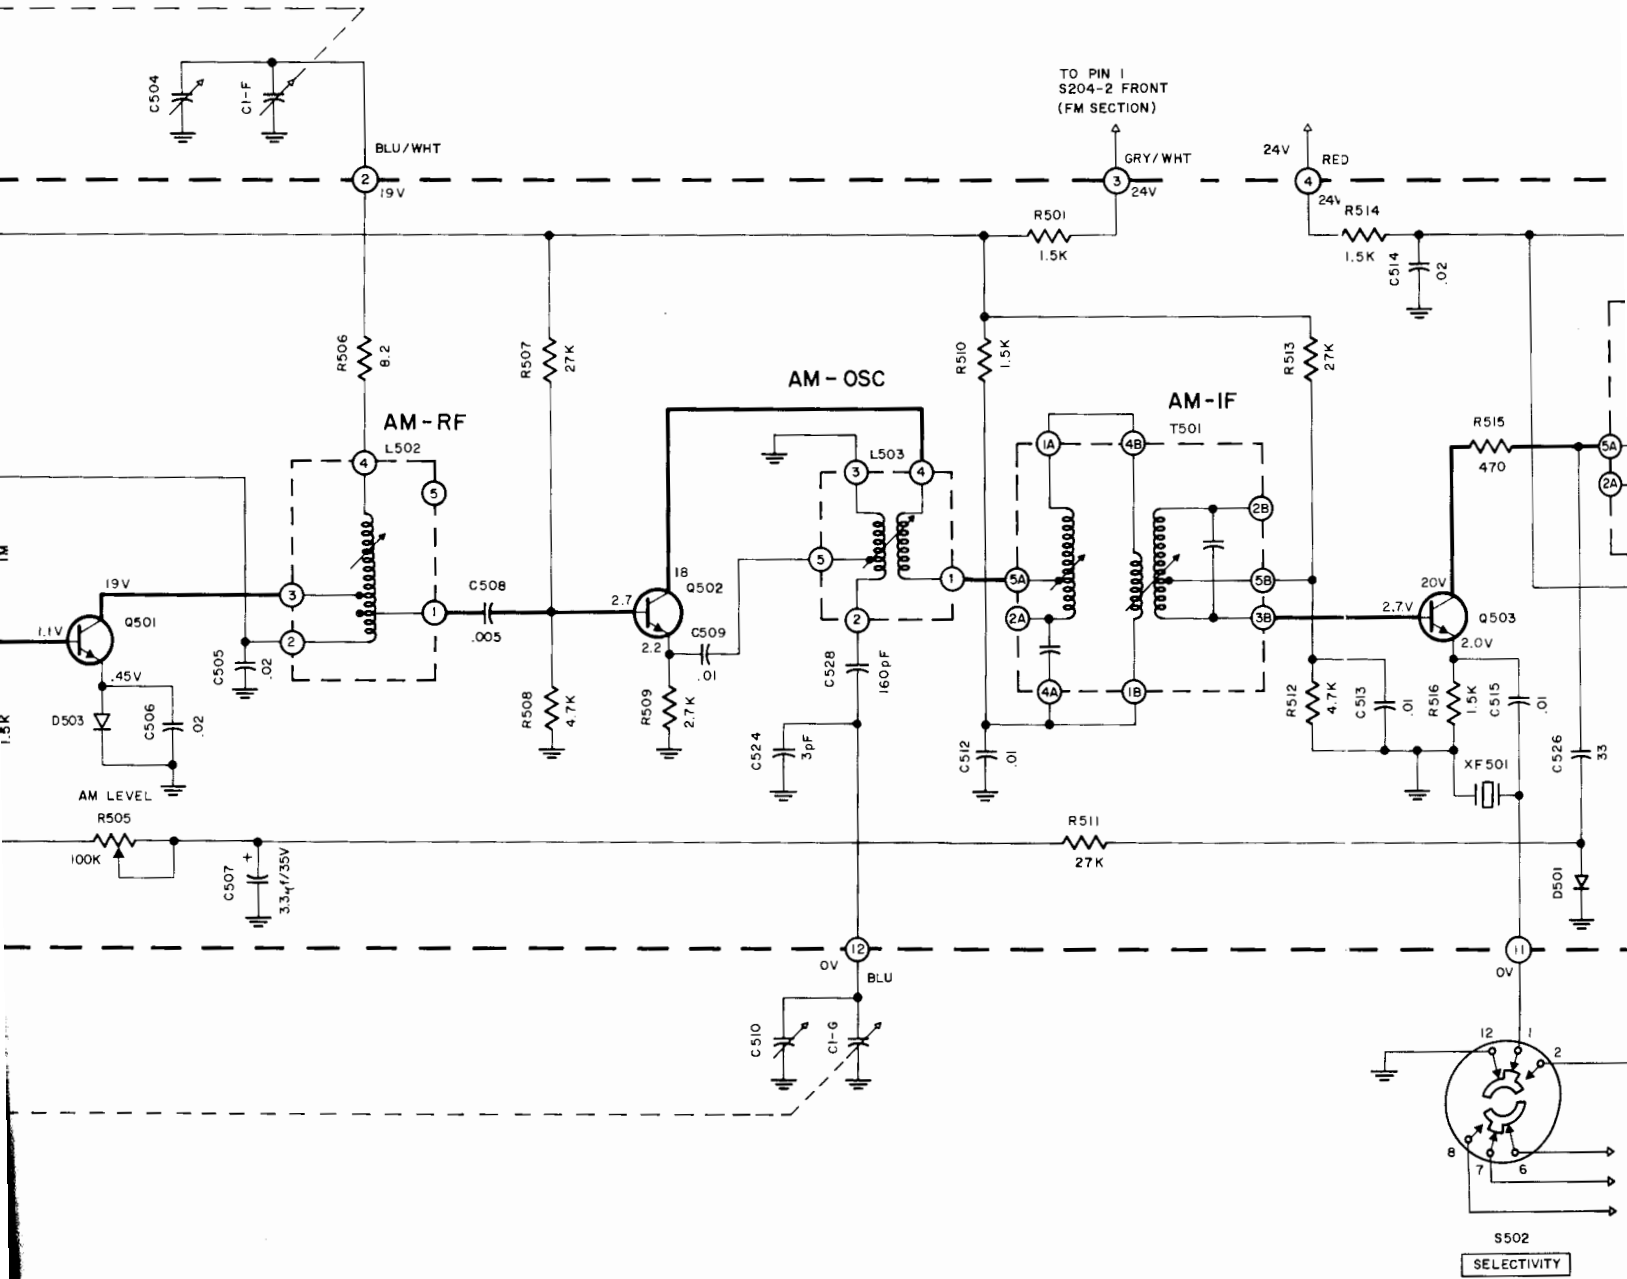 TO PIN 1
S204-2 FRONT
(FM SECTION)
C504
C1-F
BLU/WHT
GRY/WHT
24V
RED
2
19V
3
24V
4
24V
R514
R501
1.5K
1.5K
C514
.02
R506
8.2
R507
27K
R510
1.5K
R513
27K
AM-OSC
AM-RF
AM-IF
L502
T501
R515
470
L503
4
5
3
4
1A
4B
5A
2A
2B
1M
19V
3
C508
.005
18
Q502
2.7
5
1
5A
5B
20V
1.1V
Q501
2
1
2.2
C509
.01
2
2A
3B
2.7V
Q503
2.0V
.45V
C505
.02
D503
C506
.02
1.5K
R508
4.7K
R509
2.7K
C528
160pF
4A
1B
R512
4.7K
C513
.01
R516
1.5K
C515
.01
C524
3pF
C512
.01
C526
33
XF501
AM LEVEL
R505
100K
R511
27K
C507
+
3.3μf/35V
D501
12
0V
BLU
11
0V
C510
C1-G
12
1
2
8
7
6
S502
SELECTIVITY